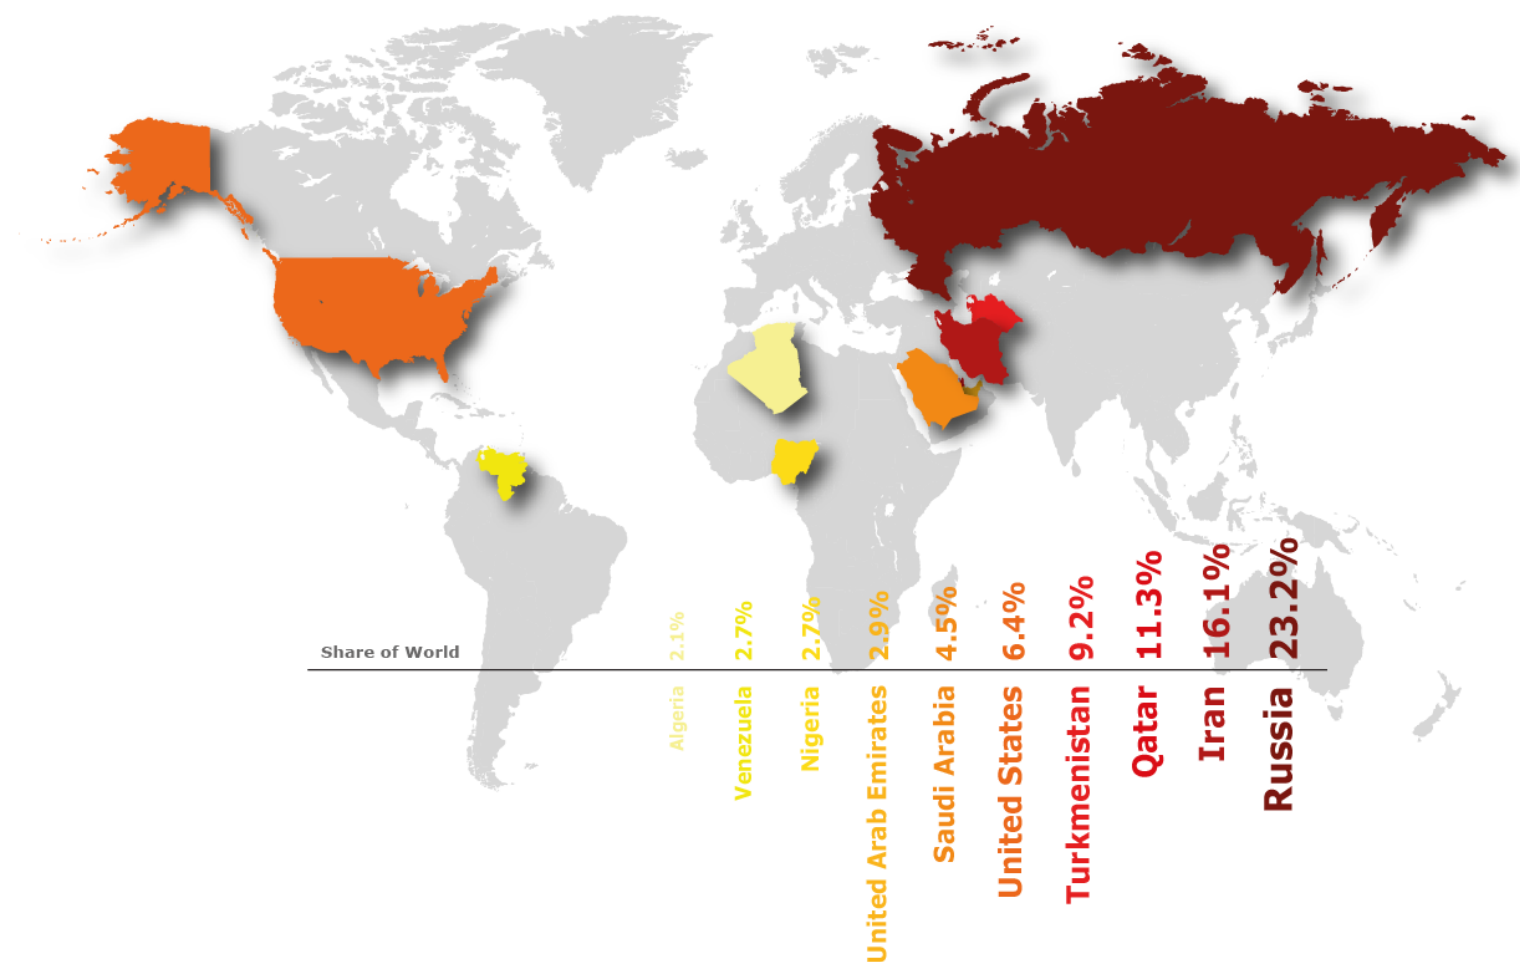 Share of World
2.1%
2.7%
2.7%
2.9%
4.5%
6.4%
9.2%
11.3%
16.1%
23.2%
Algeria
Venezuela
Nigeria
United Arab Emirates
Saudi Arabia
United States
Turkmenistan
Qatar
Iran
Russia